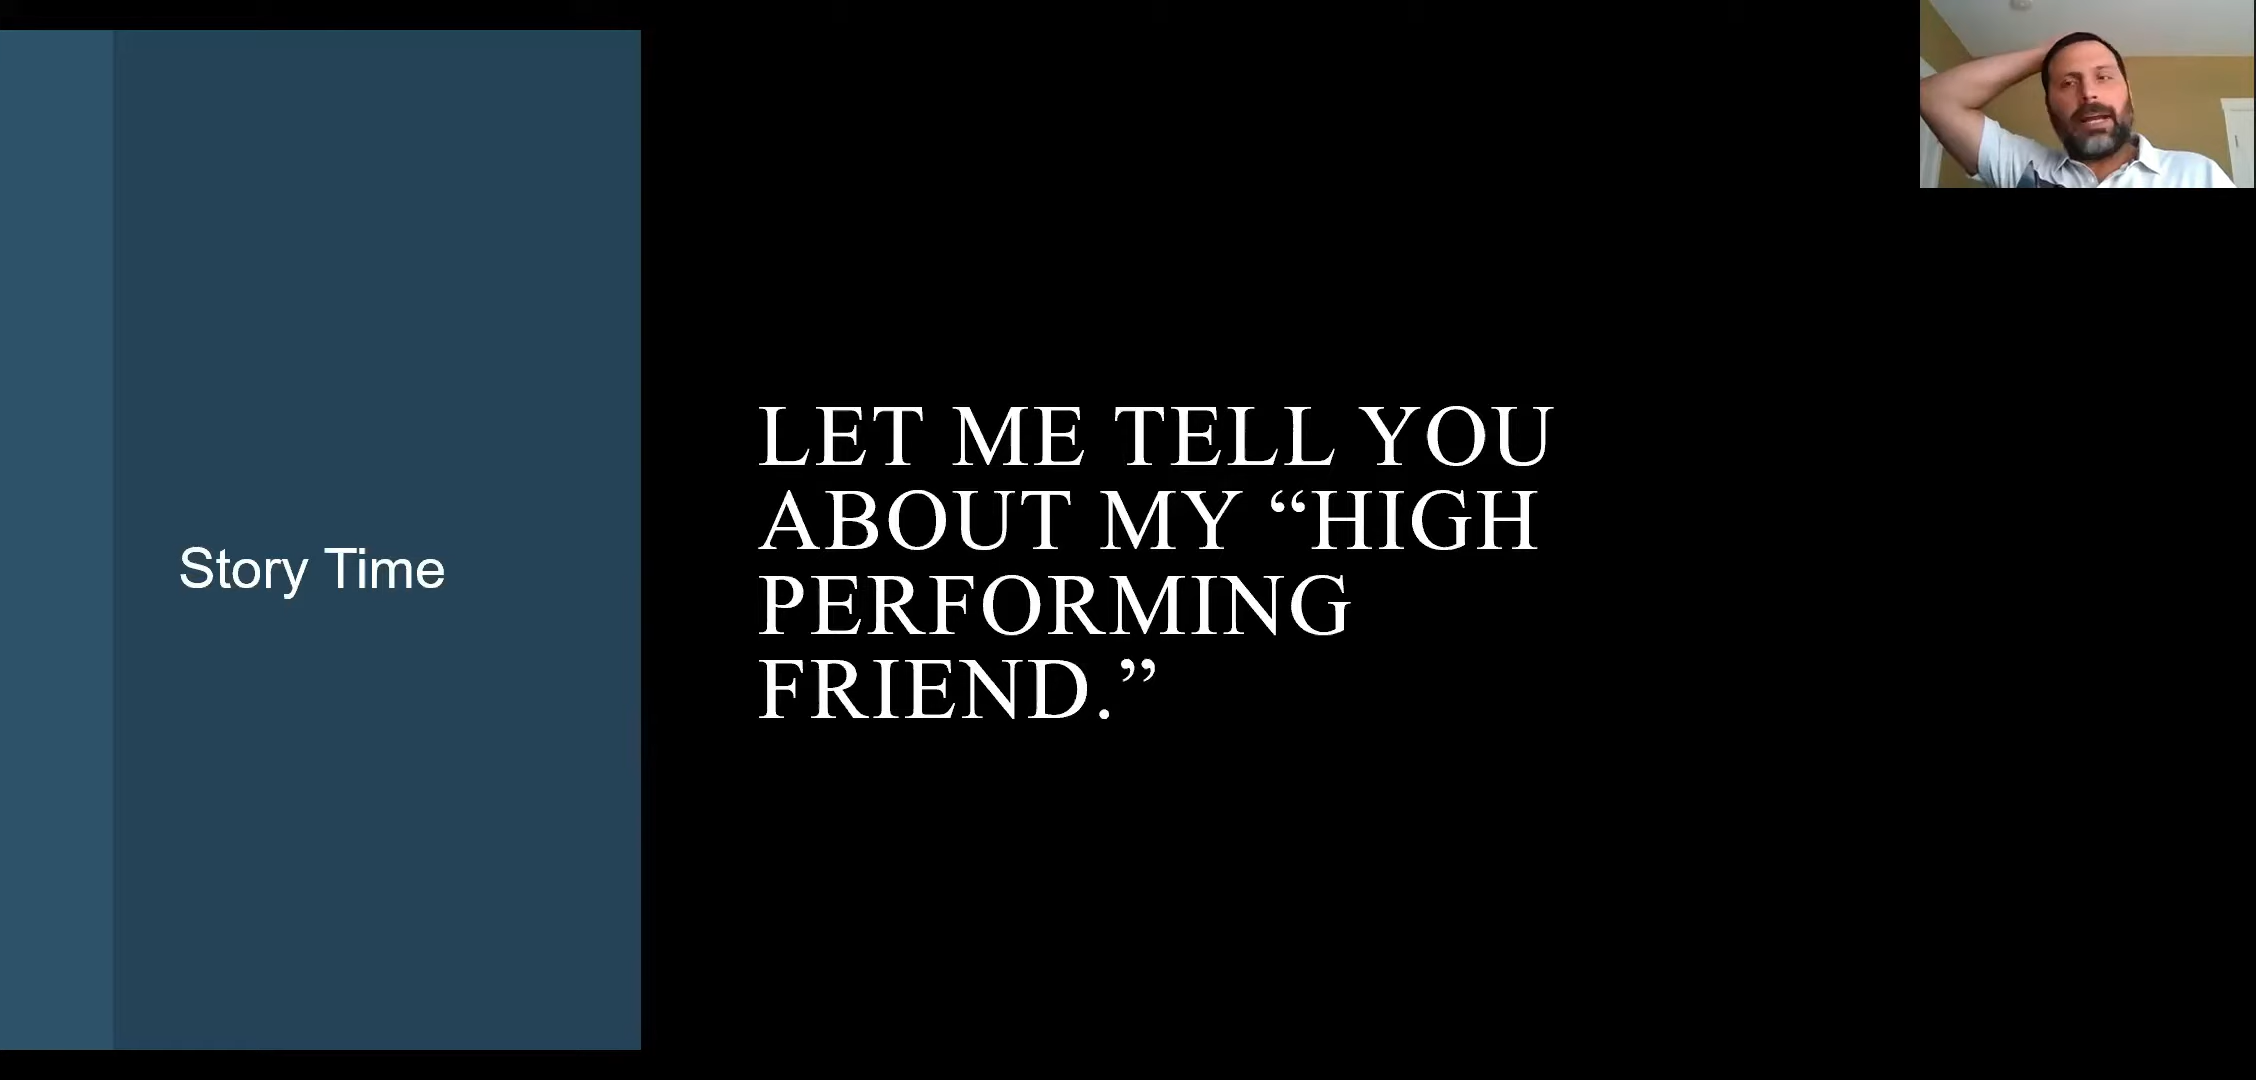 Story Time
LET ME TELL YOU
ABOUT MY “HIGH
PERFORMING
FRIEND.”